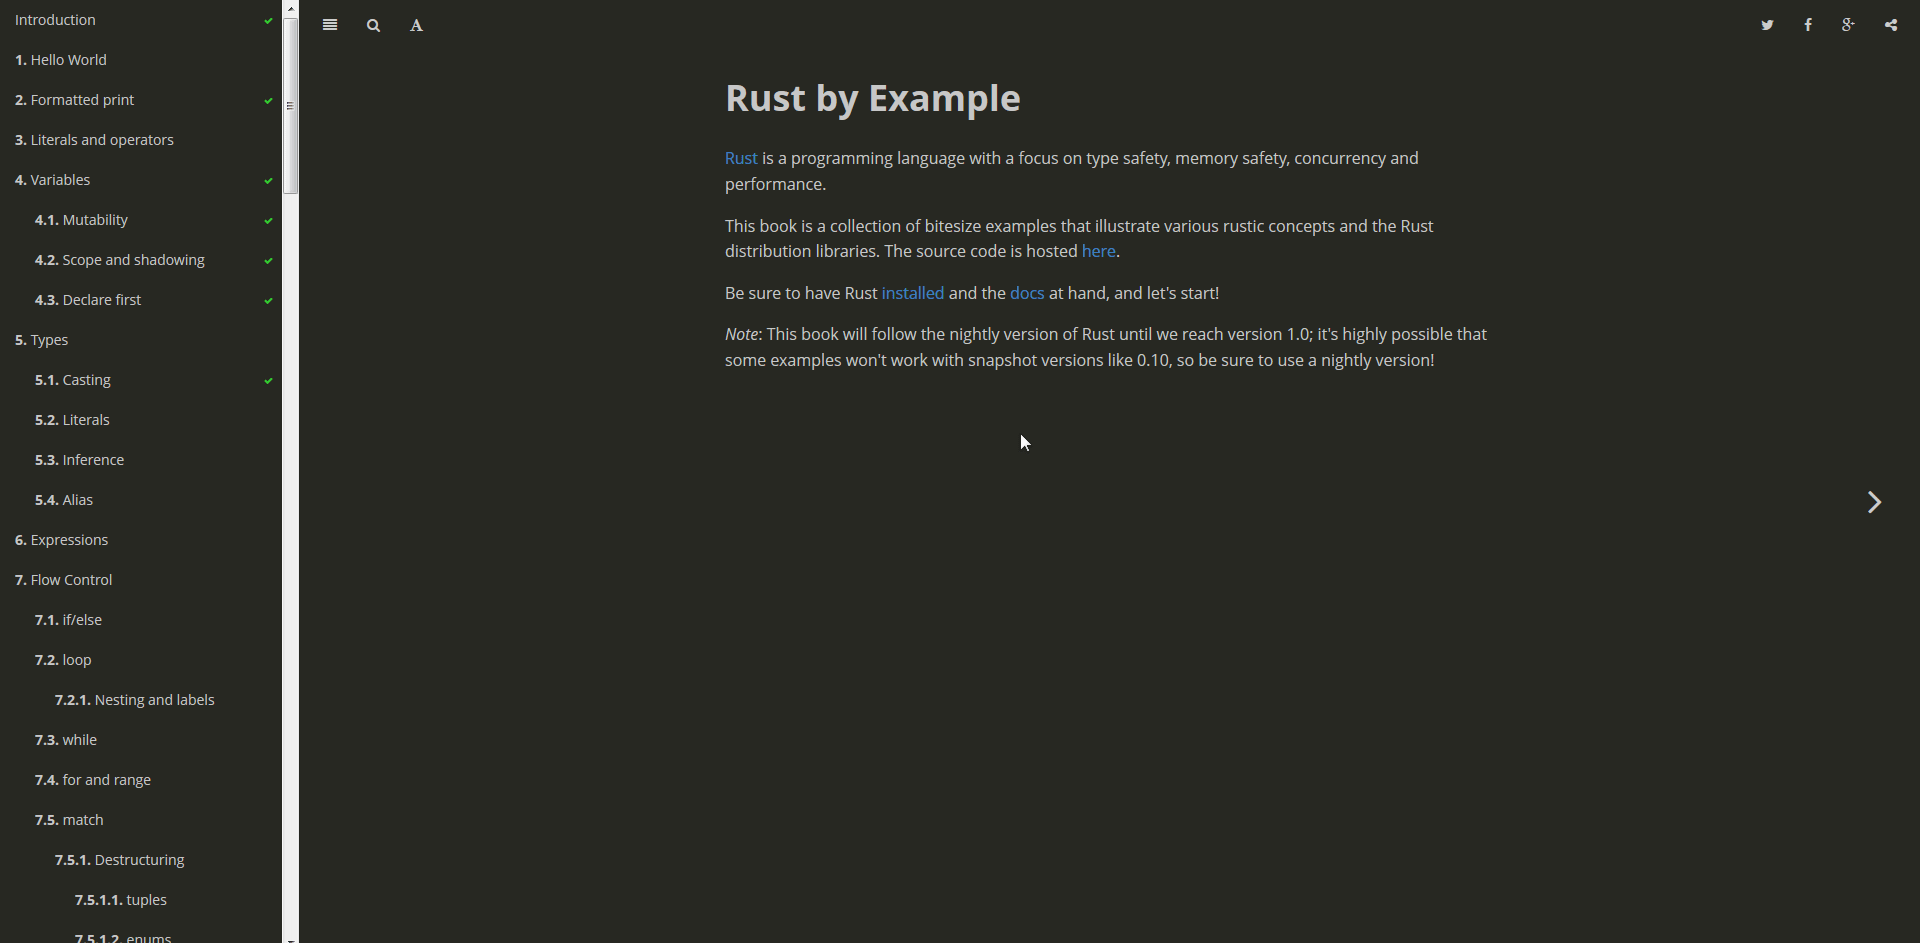 Introduction
1. Hello World
2. Formatted print
3. Literals and operators
4. Variables
4.1. Mutability
4.2. Scope and shadowing
4.3. Declare first
5. Types
5.1. Casting
5.2. Literals
5.3. Inference
5.4. Alias
6. Expressions
7. Flow Control
7.1. if/else
7.2. loop
7.2.1. Nesting and labels
7.3. while
7.4. for and range
7.5. match
7.5.1. Destructuring
7.5.1.1. tuples
7.5.1.2. enums
A
Rust by Example
Rust is a programming language with a focus on type safety, memory safety, concurrency and
performance.
This book is a collection of bitesize examples that illustrate various rustic concepts and the Rust
distribution libraries. The source code is hosted here.
Be sure to have Rust installed and the docs at hand, and let's start!
Note: This book will follow the nightly version of Rust until we reach version 1.0; it's highly possible that
some examples won't work with snapshot versions like 0.10, so be sure to use a nightly version!